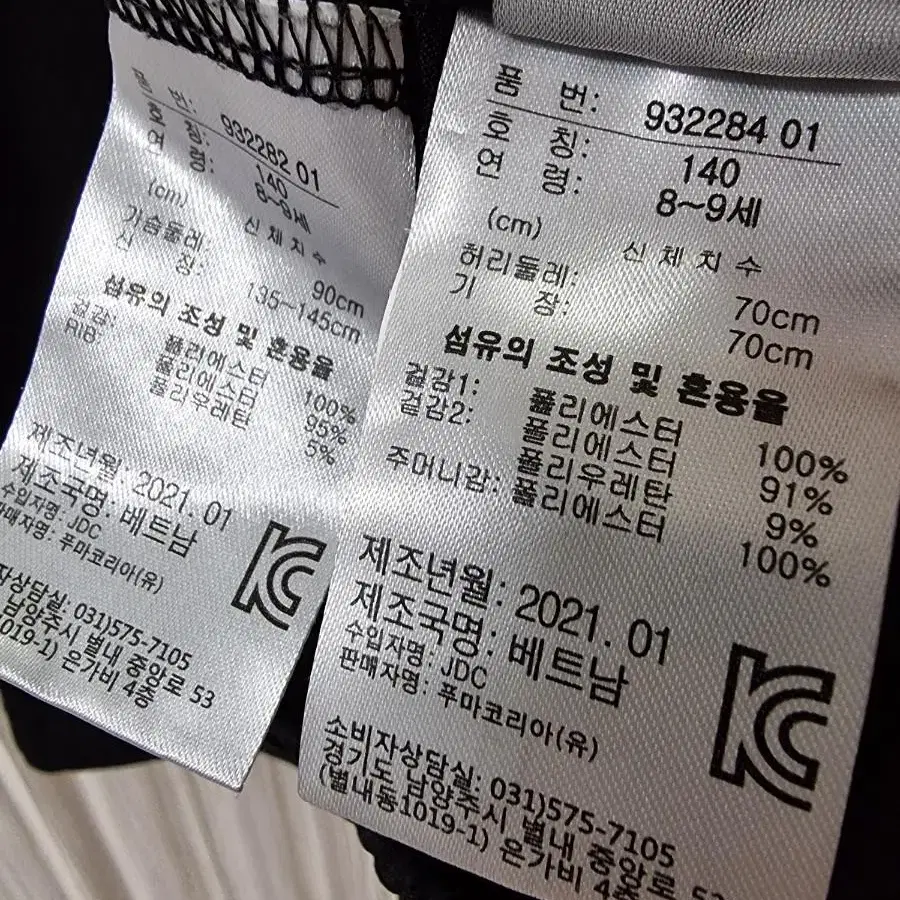 품 번: 932282 01
호 칭: 140
연 령: 8~9세
(cm) 신 체 치 수
가슴둘레: 90cm
신 장: 135~145cm
섬유의 조성 및 혼용율
겉감: 폴리에스터 100%
RIB: 폴리에스터 95%
폴리우레탄 5%
제조년월: 2021. 01
제조국명: 베트남
수입자명: JDC
판매자명: 푸마코리아(유)
자상담실: 031)575-7105
남양주시 별내 중앙로 53
1019-1) 은가비 4층
품 번: 932284 01
호 칭: 140
연 령: 8~9세
(cm) 신 체 치 수
허리둘레: 70cm
기 장: 70cm
섬유의 조성 및 혼용율
겉감1: 폴리에스터 100%
겉감2: 폴리에스터 91%
폴리우레탄 9%
주머니감: 폴리에스터 100%
제조년월: 2021. 01
제조국명: 베트남
수입자명: JDC
판매자명: 푸마코리아(유)
소비자상담실: 031)575-7105
경기도남양주시 별내 중앙로 53
(별내동1019-1) 은가비 4층